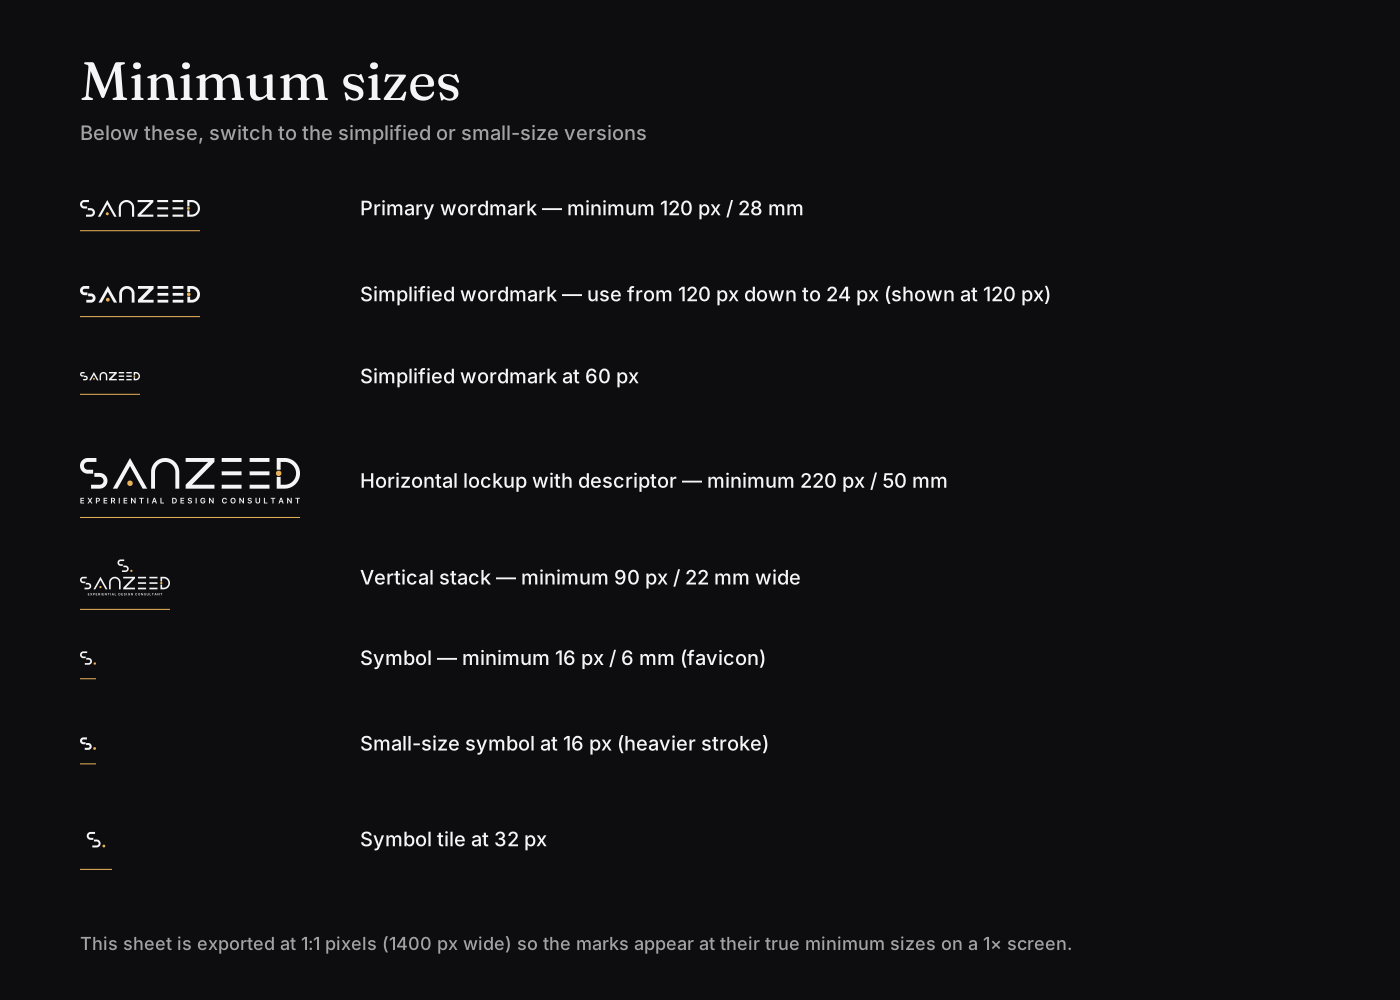 Minimum sizes
Below these, switch to the simplified or small-size versions
SANZEED
Primary wordmark — minimum 120 px / 28 mm
SANZEED
Simplified wordmark — use from 120 px down to 24 px (shown at 120 px)
SANZEED
Simplified wordmark at 60 px
SANZEED
EXPERIENTIAL DESIGN CONSULTANT
Horizontal lockup with descriptor — minimum 220 px / 50 mm
S.
SANZEED
EXPERIENTIAL DESIGN CONSULTANT
Vertical stack — minimum 90 px / 22 mm wide
S.
Symbol — minimum 16 px / 6 mm (favicon)
S.
Small-size symbol at 16 px (heavier stroke)
S.
Symbol tile at 32 px
This sheet is exported at 1:1 pixels (1400 px wide) so the marks appear at their true minimum sizes on a 1× screen.